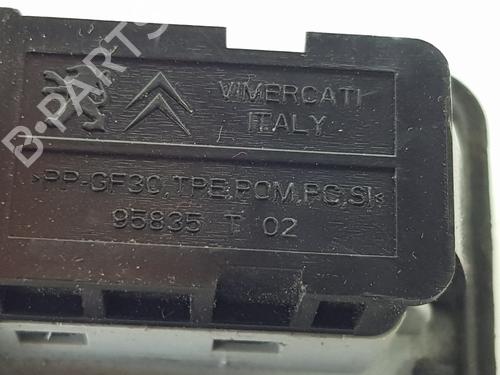 B-PARTS
VIMERCATI
ITALY
>PP-GF30,TPE,POM,PC,SI<
95835 T 02